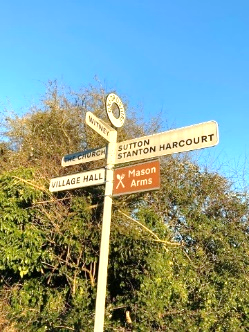 WITNEY
THE CHURCH
SUTTON
STANTON HARCOURT
Mason
Arms
VILLAGE HALL